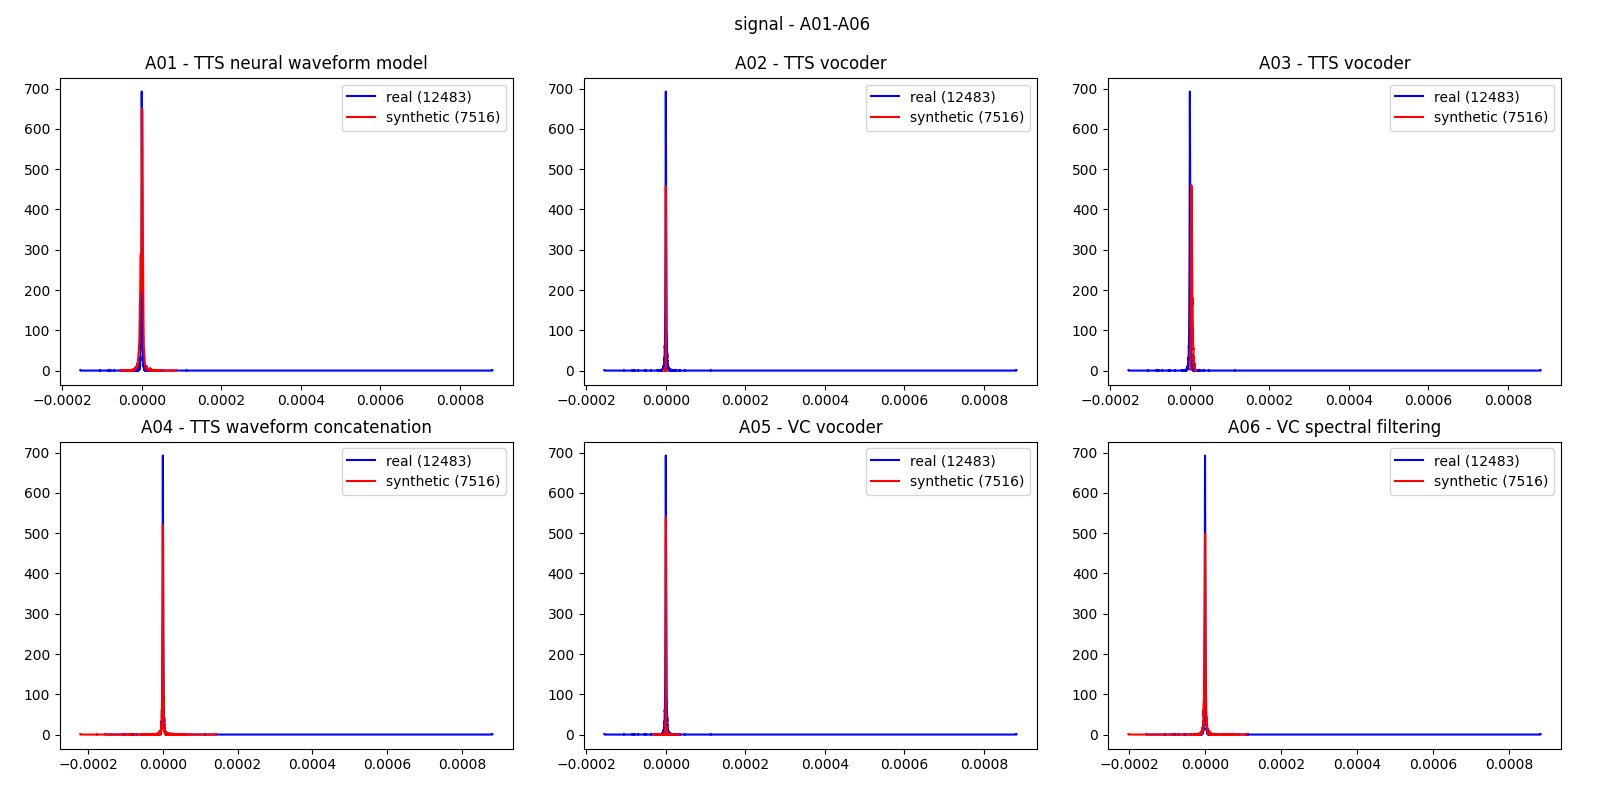 signal - A01-A06
A01 - TTS neural waveform model
A02 - TTS vocoder
A03 - TTS vocoder
700
600
500
400
300
200
100
0
−0.0002 0.0000 0.0002 0.0004 0.0006 0.0008
real (12483)
synthetic (7516)
700
600
500
400
300
200
100
0
−0.0002 0.0000 0.0002 0.0004 0.0006 0.0008
real (12483)
synthetic (7516)
700
600
500
400
300
200
100
0
−0.0002 0.0000 0.0002 0.0004 0.0006 0.0008
real (12483)
synthetic (7516)
A04 - TTS waveform concatenation
A05 - VC vocoder
A06 - VC spectral filtering
700
600
500
400
300
200
100
0
−0.0002 0.0000 0.0002 0.0004 0.0006 0.0008
real (12483)
synthetic (7516)
700
600
500
400
300
200
100
0
−0.0002 0.0000 0.0002 0.0004 0.0006 0.0008
real (12483)
synthetic (7516)
700
600
500
400
300
200
100
0
−0.0002 0.0000 0.0002 0.0004 0.0006 0.0008
real (12483)
synthetic (7516)